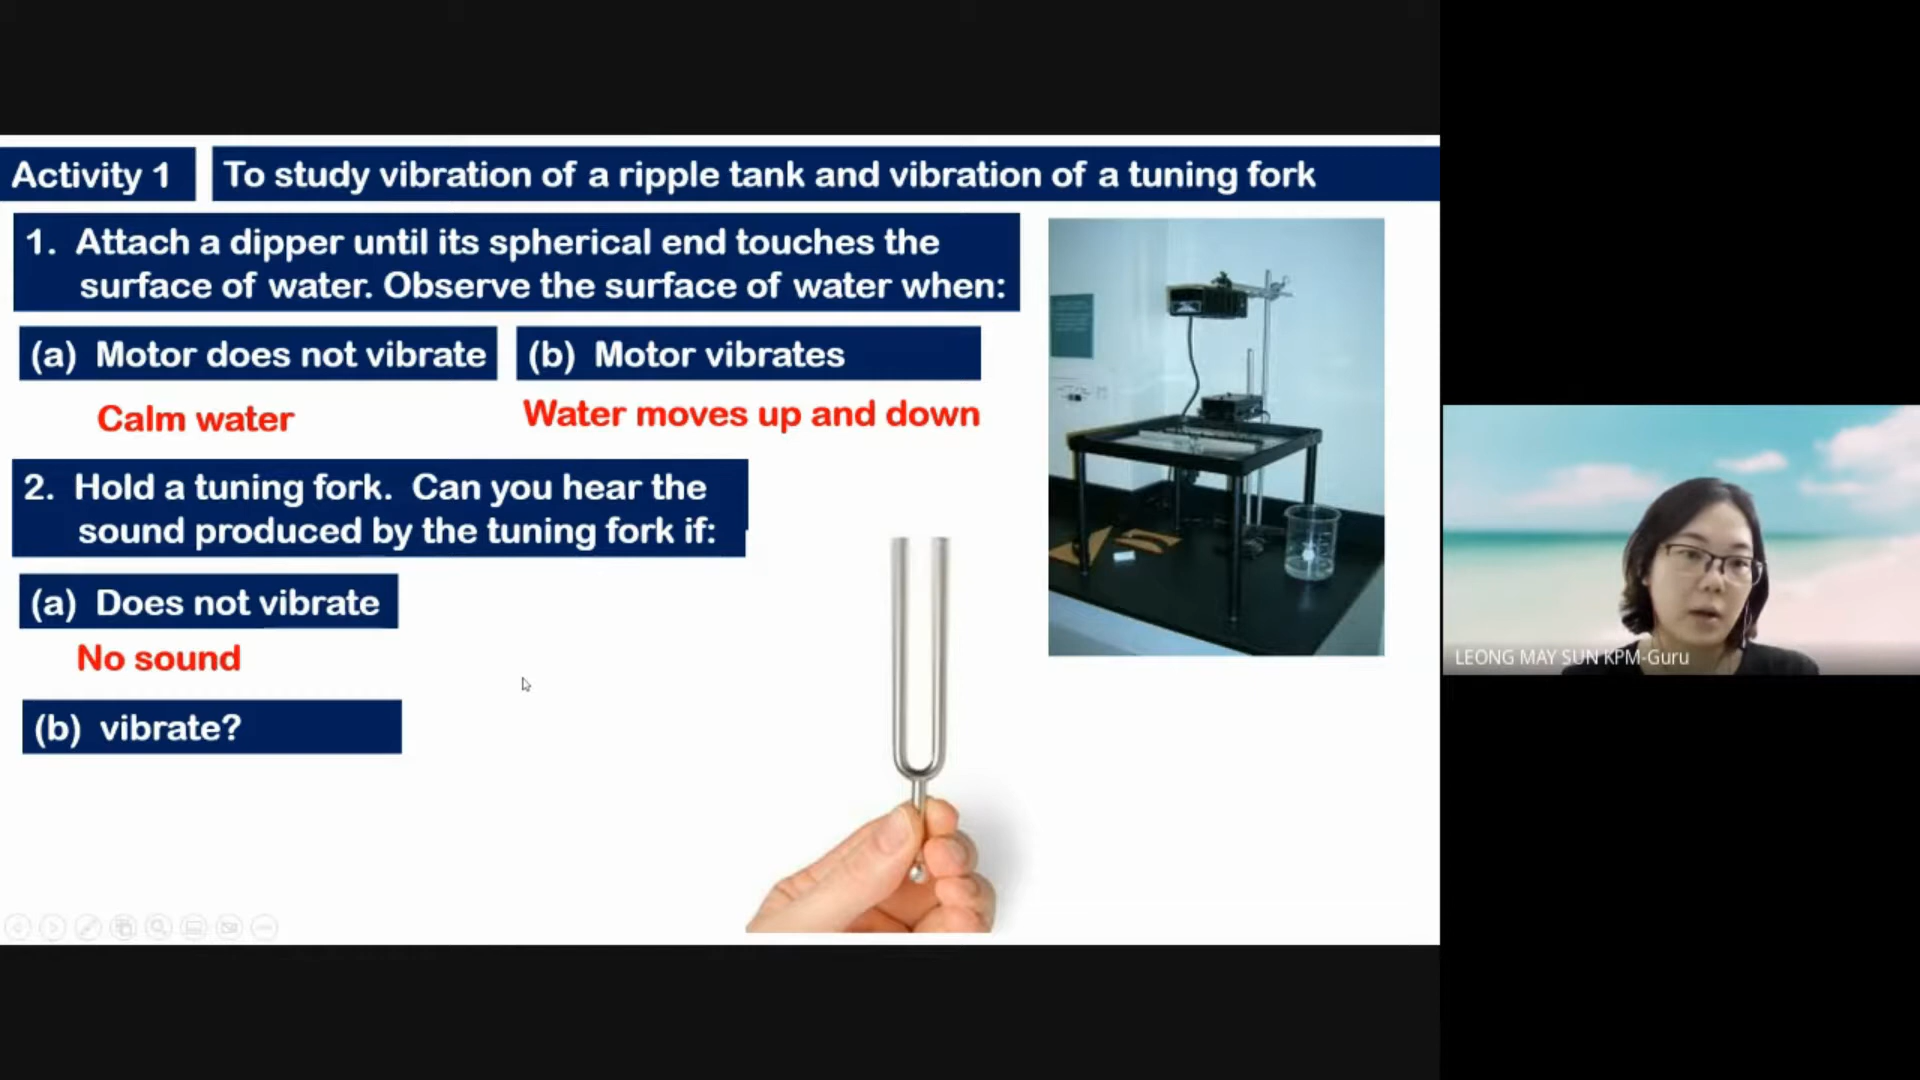 Activity 1
To study vibration of a ripple tank and vibration of a tuning fork
1. Attach a dipper until its spherical end touches the
surface of water. Observe the surface of water when:
(a) Motor does not vibrate
(b) Motor vibrates
Calm water
Water moves up and down
2. Hold a tuning fork. Can you hear the
sound produced by the tuning fork if:
(a) Does not vibrate
No sound
(b) vibrate?
LEONG MAY SUN KPM-Guru